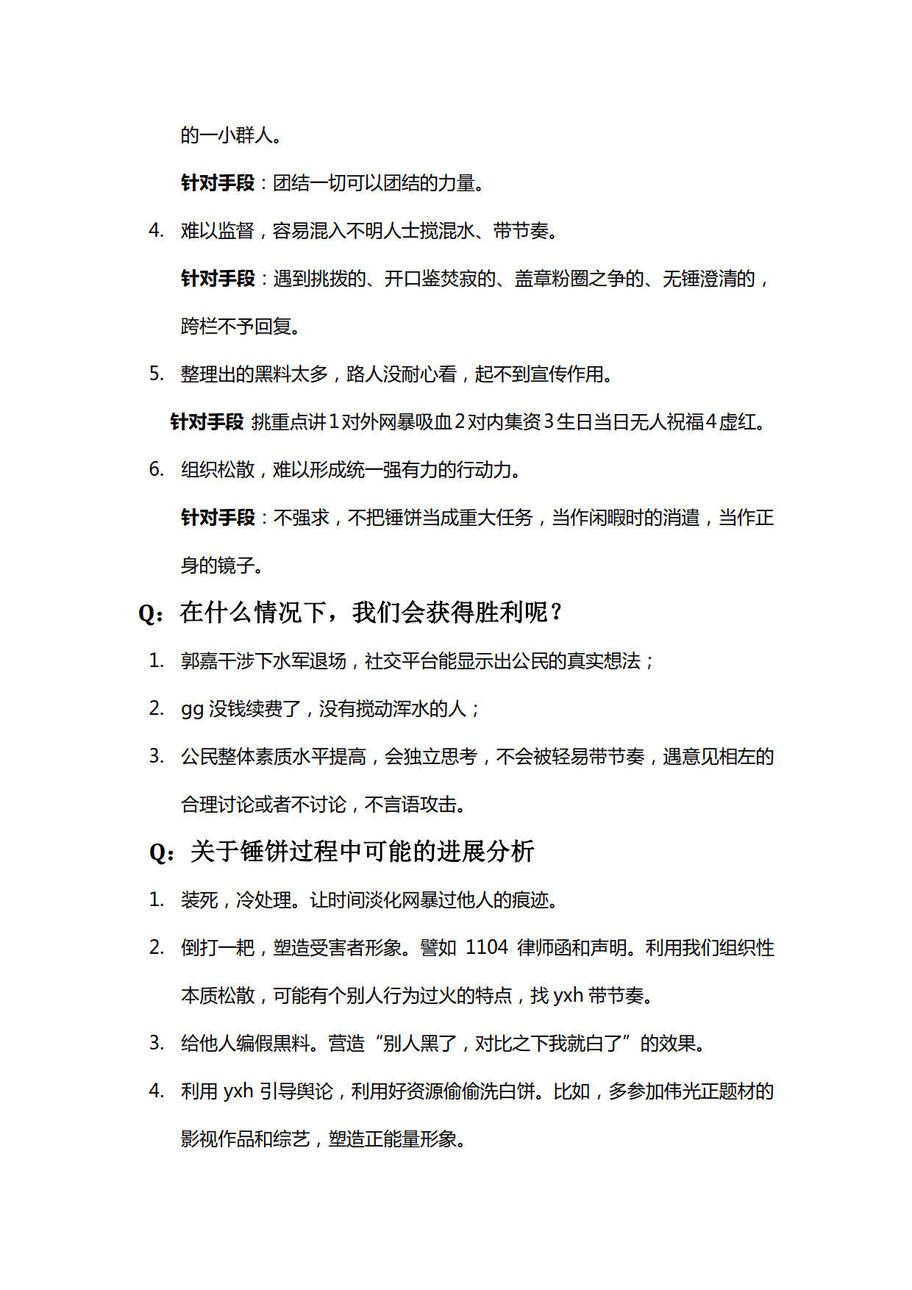 的一小群人。
针对手段：团结一切可以团结的力量。
4. 难以监督，容易混入不明人士搅混水、带节奏。
针对手段：遇到挑拨的、开口鉴焚寂的、盖章粉圈之争的、无锤澄清的，
跨栏不予回复。
5. 整理出的黑料太多，路人没耐心看，起不到宣传作用。
针对手段 挑重点讲1对外网暴吸血2对内集资3生日当日无人祝福4虚红。
6. 组织松散，难以形成统一强有力的行动力。
针对手段：不强求，不把锤饼当成重大任务，当作闲暇时的消遣，当作正
身的镜子。
Q：在什么情况下，我们会获得胜利呢？
1. 郭嘉干涉下水军退场，社交平台能显示出公民的真实想法；
2. gg 没钱续费了，没有搅动浑水的人；
3. 公民整体素质水平提高，会独立思考，不会被轻易带节奏，遇意见相左的
合理讨论或者不讨论，不言语攻击。
Q：关于锤饼过程中可能的进展分析
1. 装死，冷处理。让时间淡化网暴过他人的痕迹。
2. 倒打一耙，塑造受害者形象。譬如 1104 律师函和声明。利用我们组织性
本质松散，可能有个别人行为过火的特点，找 yxh 带节奏。
3. 给他人编假黑料。营造“别人黑了，对比之下我就白了”的效果。
4. 利用 yxh 引导舆论，利用好资源偷偷洗白饼。比如，多参加伟光正题材的
影视作品和综艺，塑造正能量形象。